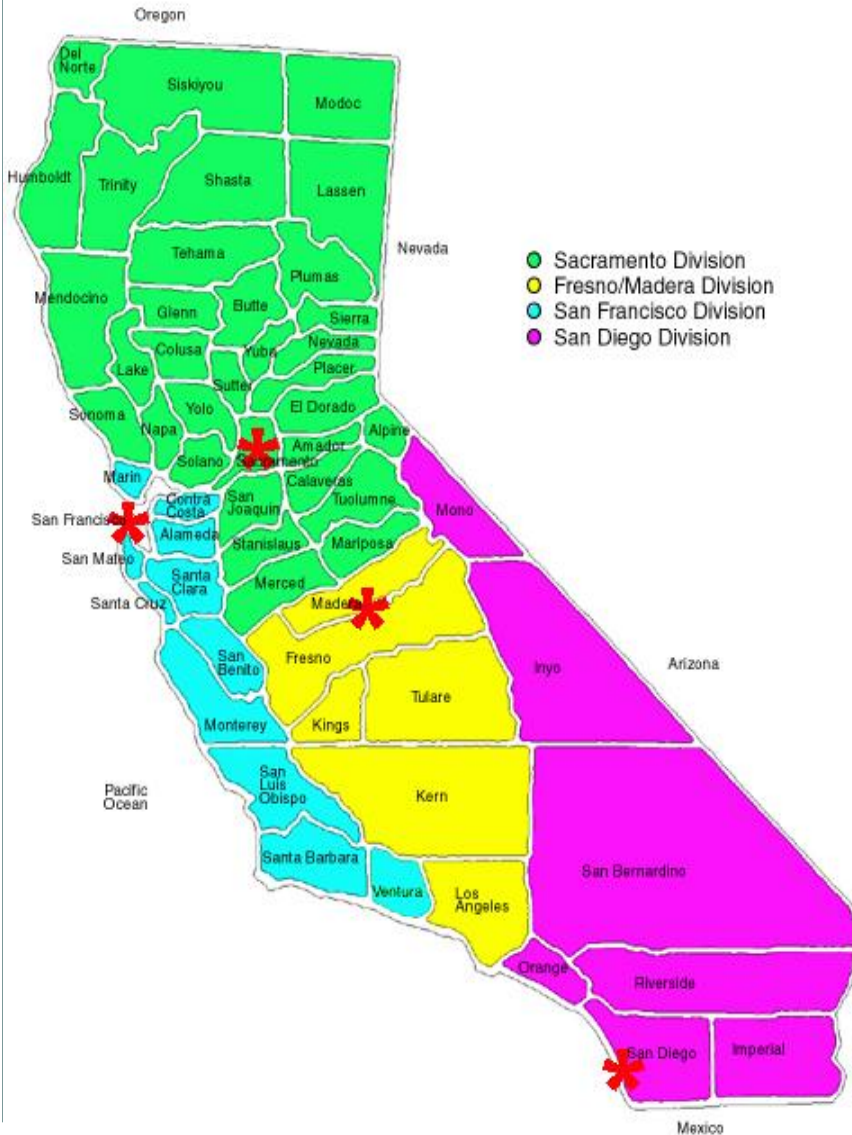 Oregon
Del
Norte
Siskiyou
Modoc
Humboldt
Trinity
Shasta
Lassen
Nevada
Tehama
Plumas
Mendocino
Glenn
Butte
Sierra
Colusa
Yuba
Nevada
Lake
Sutter
Placer
Sonoma
Napa
Yolo
El Dorado
Alpine
Amador
Solano
Sacramento
Marin
Calaveras
Contra
Costa
San
Joaquin
Tuolumne
Mono
San Francisco
Alameda
Stanislaus
Mariposa
San Mateo
Santa
Clara
Merced
Santa Cruz
Madera
San
Benito
Fresno
Inyo
Arizona
Tulare
Monterey
Kings
San
Luis
Obispo
Pacific
Ocean
Kern
Santa Barbara
Ventura
Los
Angeles
San Bernardino
Orange
Riverside
San Diego
Imperial
Mexico
Sacramento Division
Fresno/Madera Division
San Francisco Division
San Diego Division